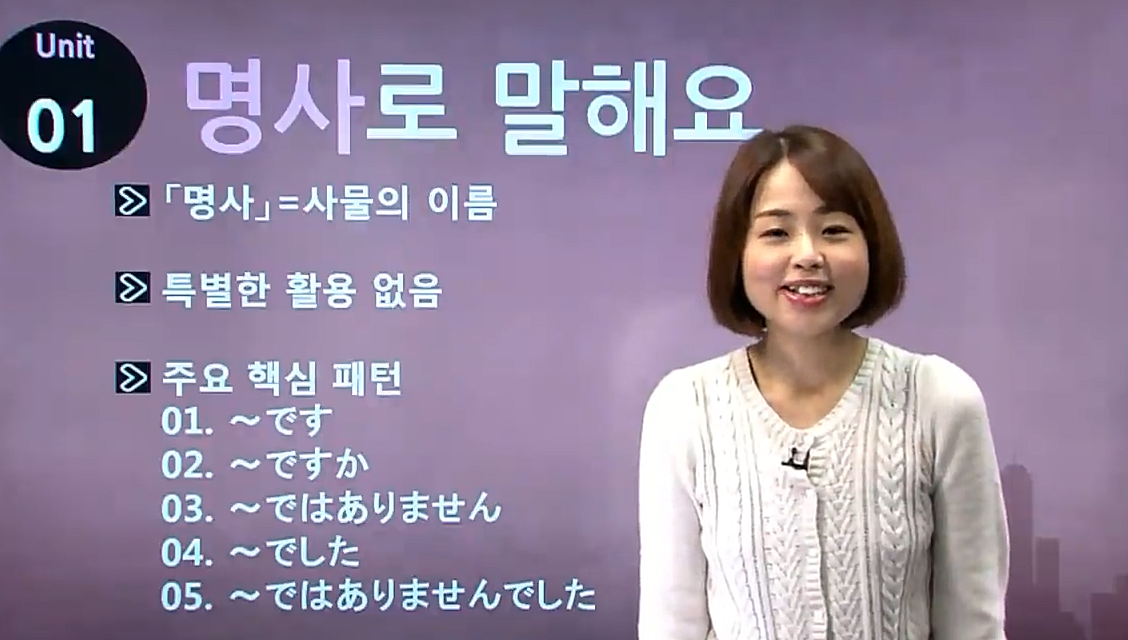 Unit
01
명사로 말해요
「명사」=사물의 이름
특별한 활용 없음
주요 핵심 패턴
01. ～です
02. ～ですか
03. ～ではありません
04. ～でした
05. ～ではありませんでした